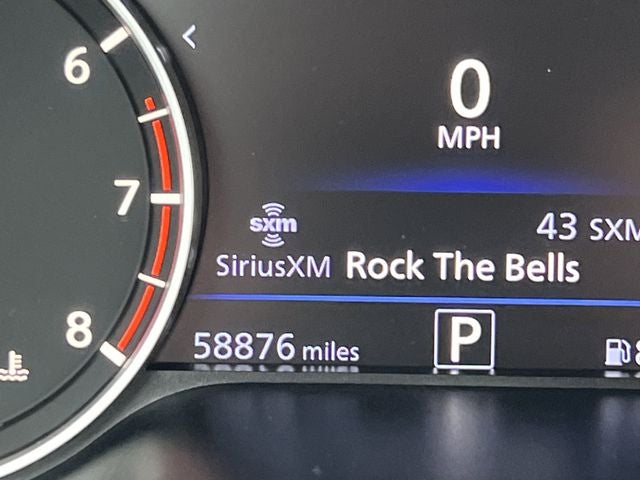 6
7
8
<
0
MPH
sxm
43 SXM
SiriusXM Rock The Bells
58876 miles
P